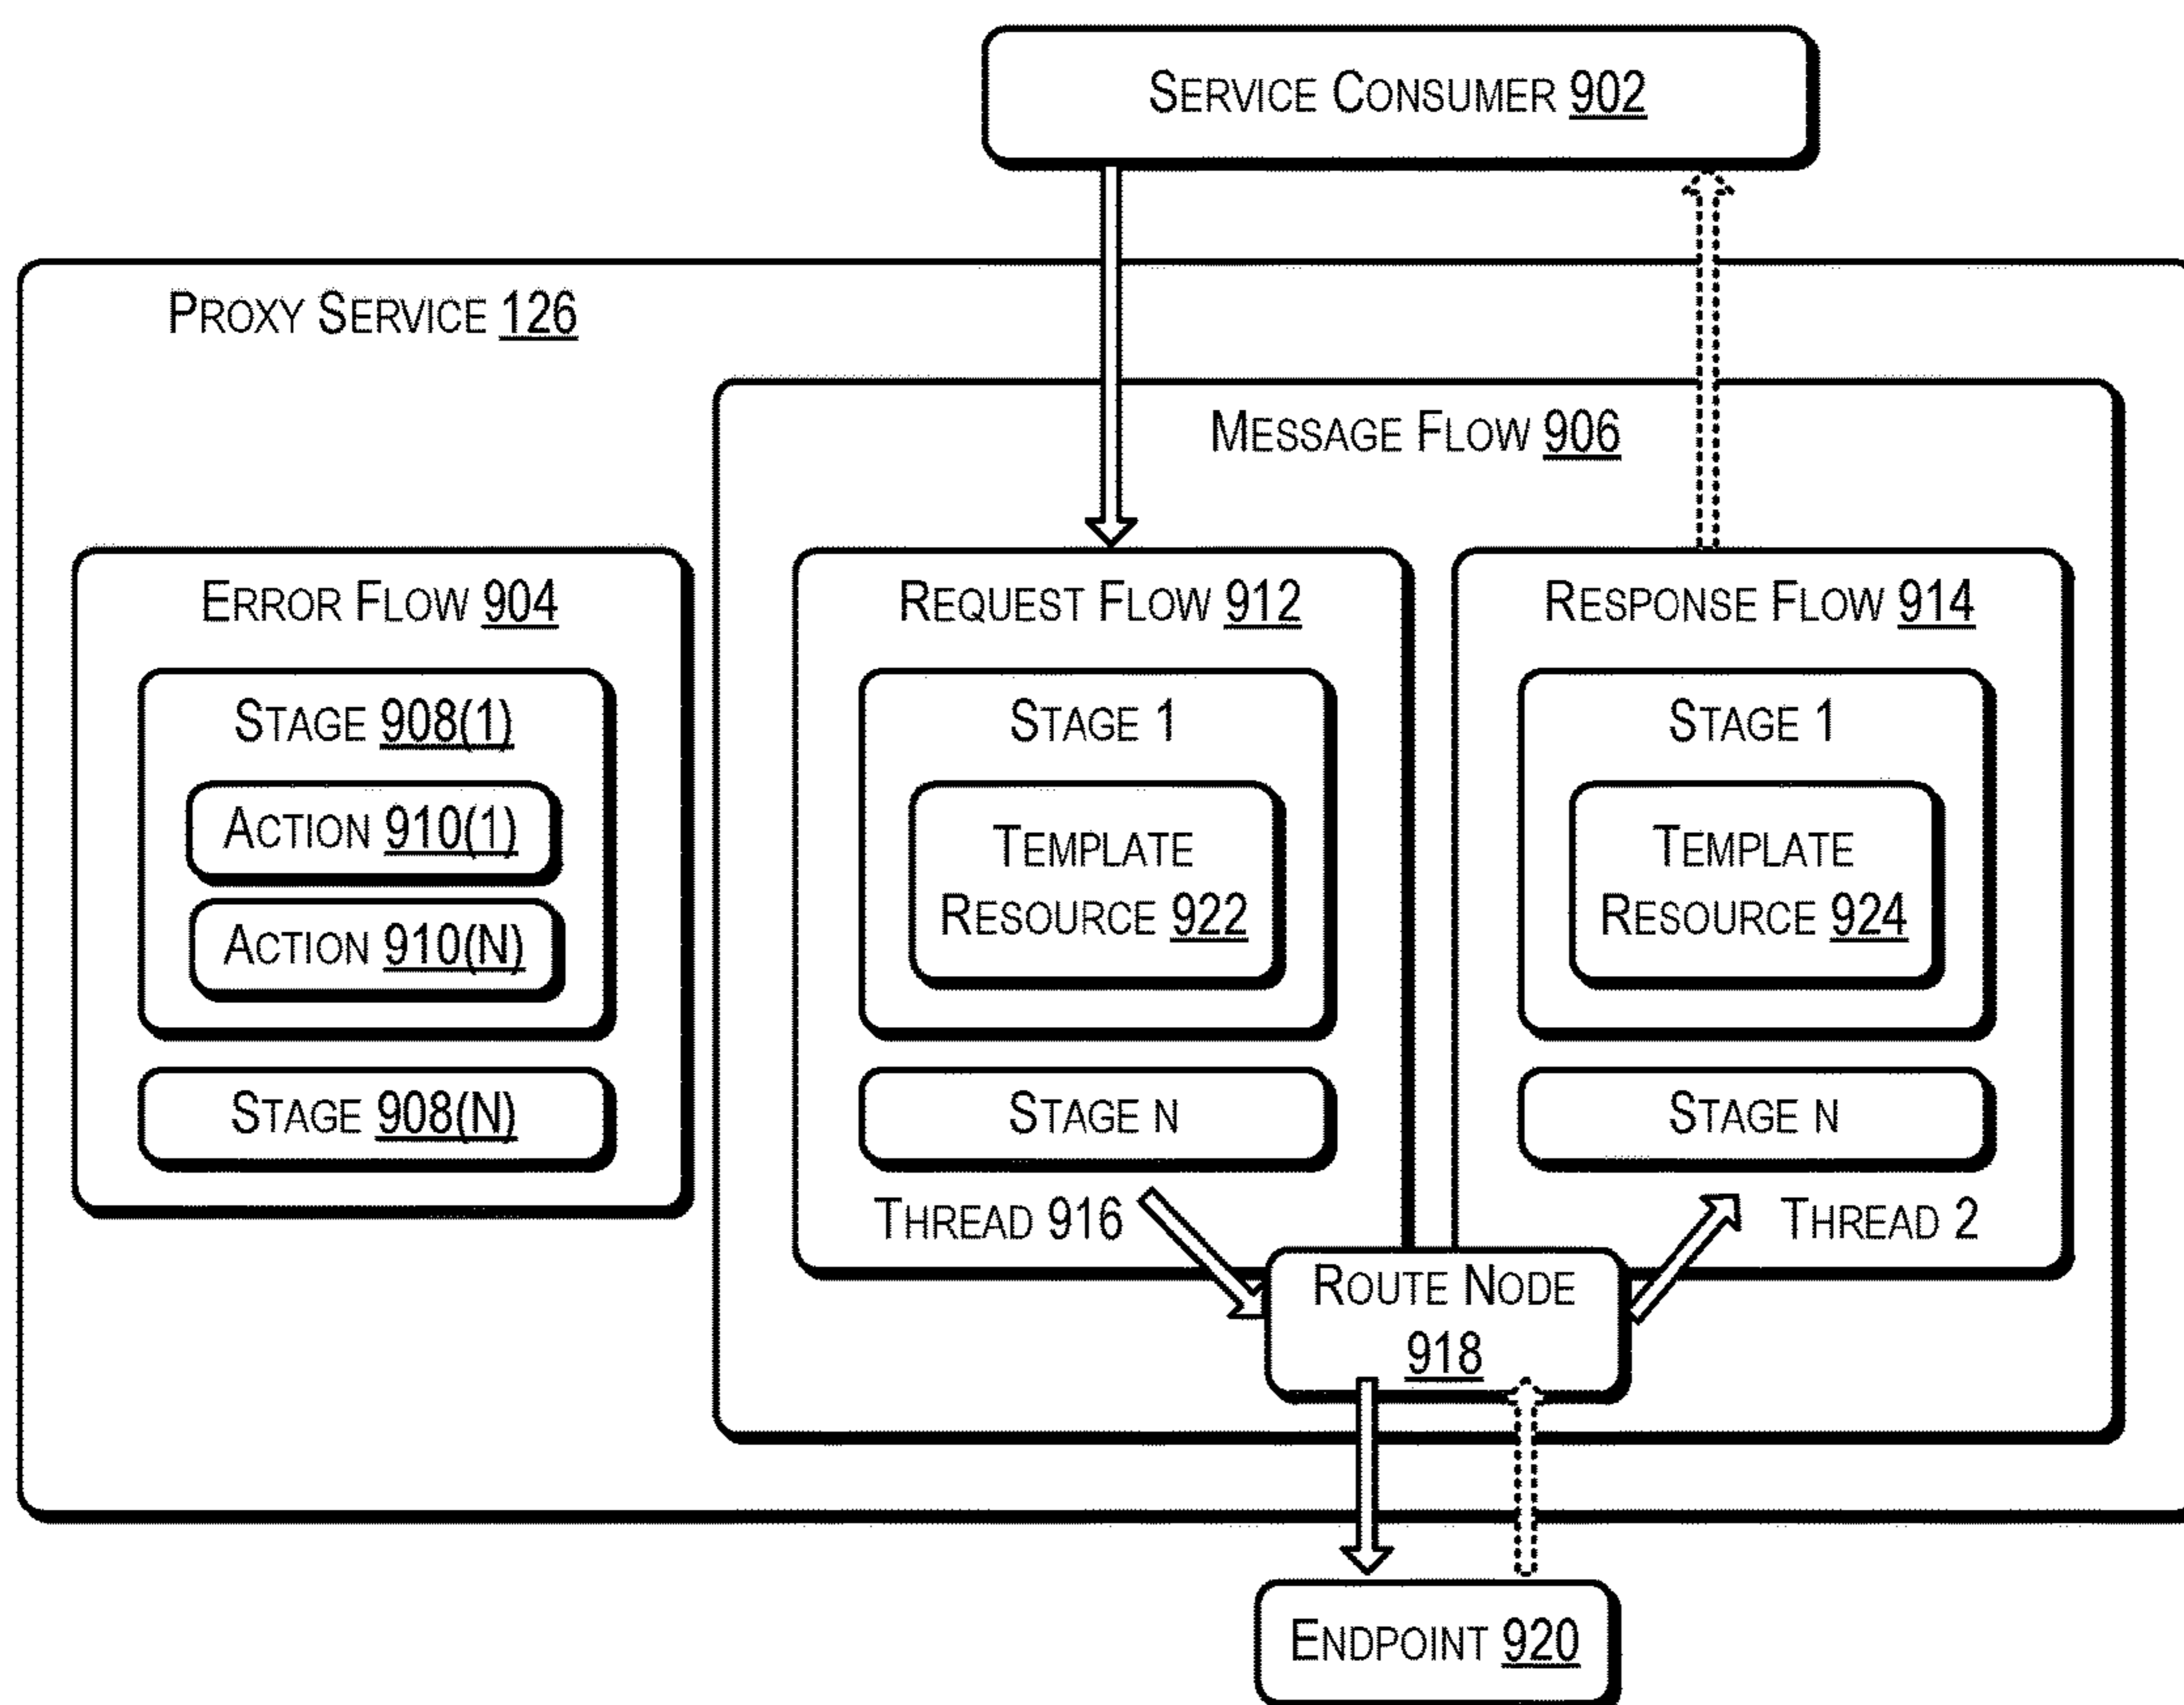 SERVICE CONSUMER 902
PROXY SERVICE 126
MESSAGE FLOW 906
ERROR FLOW 904
STAGE 908(1)
ACTION 910(1)
ACTION 910(N)
STAGE 908(N)
REQUEST FLOW 912
STAGE 1
TEMPLATE
RESOURCE 922
STAGE N
THREAD 916
RESPONSE FLOW 914
STAGE 1
TEMPLATE
RESOURCE 924
STAGE N
THREAD 2
ROUTE NODE
918
ENDPOINT 920